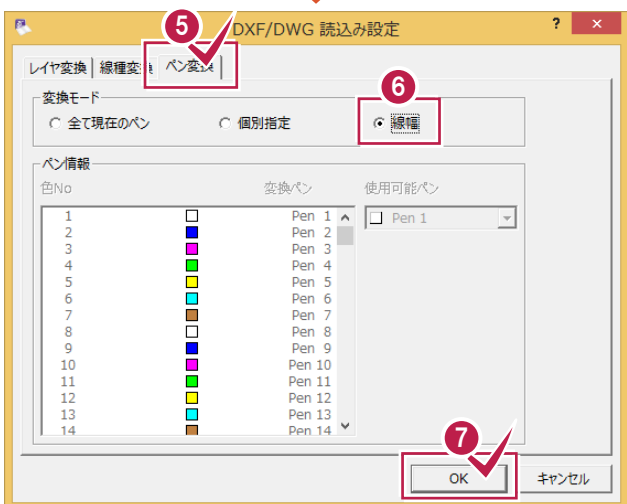 DXF/DWG 読込み設定
? ×
5
レイヤ変換 線種変換 ペン変換
6
変換モード
全て現在のペン 個別指定 線幅
ペン情報
色No 変換ペン 使用可能ペン
1 Pen 1 Pen 1
2 Pen 2
3 Pen 3
4 Pen 4
5 Pen 5
6 Pen 6
7 Pen 7
8 Pen 8
9 Pen 9
10 Pen 10
11 Pen 11
12 Pen 12
13 Pen 13
14 Pen 14
7
OK キャンセル